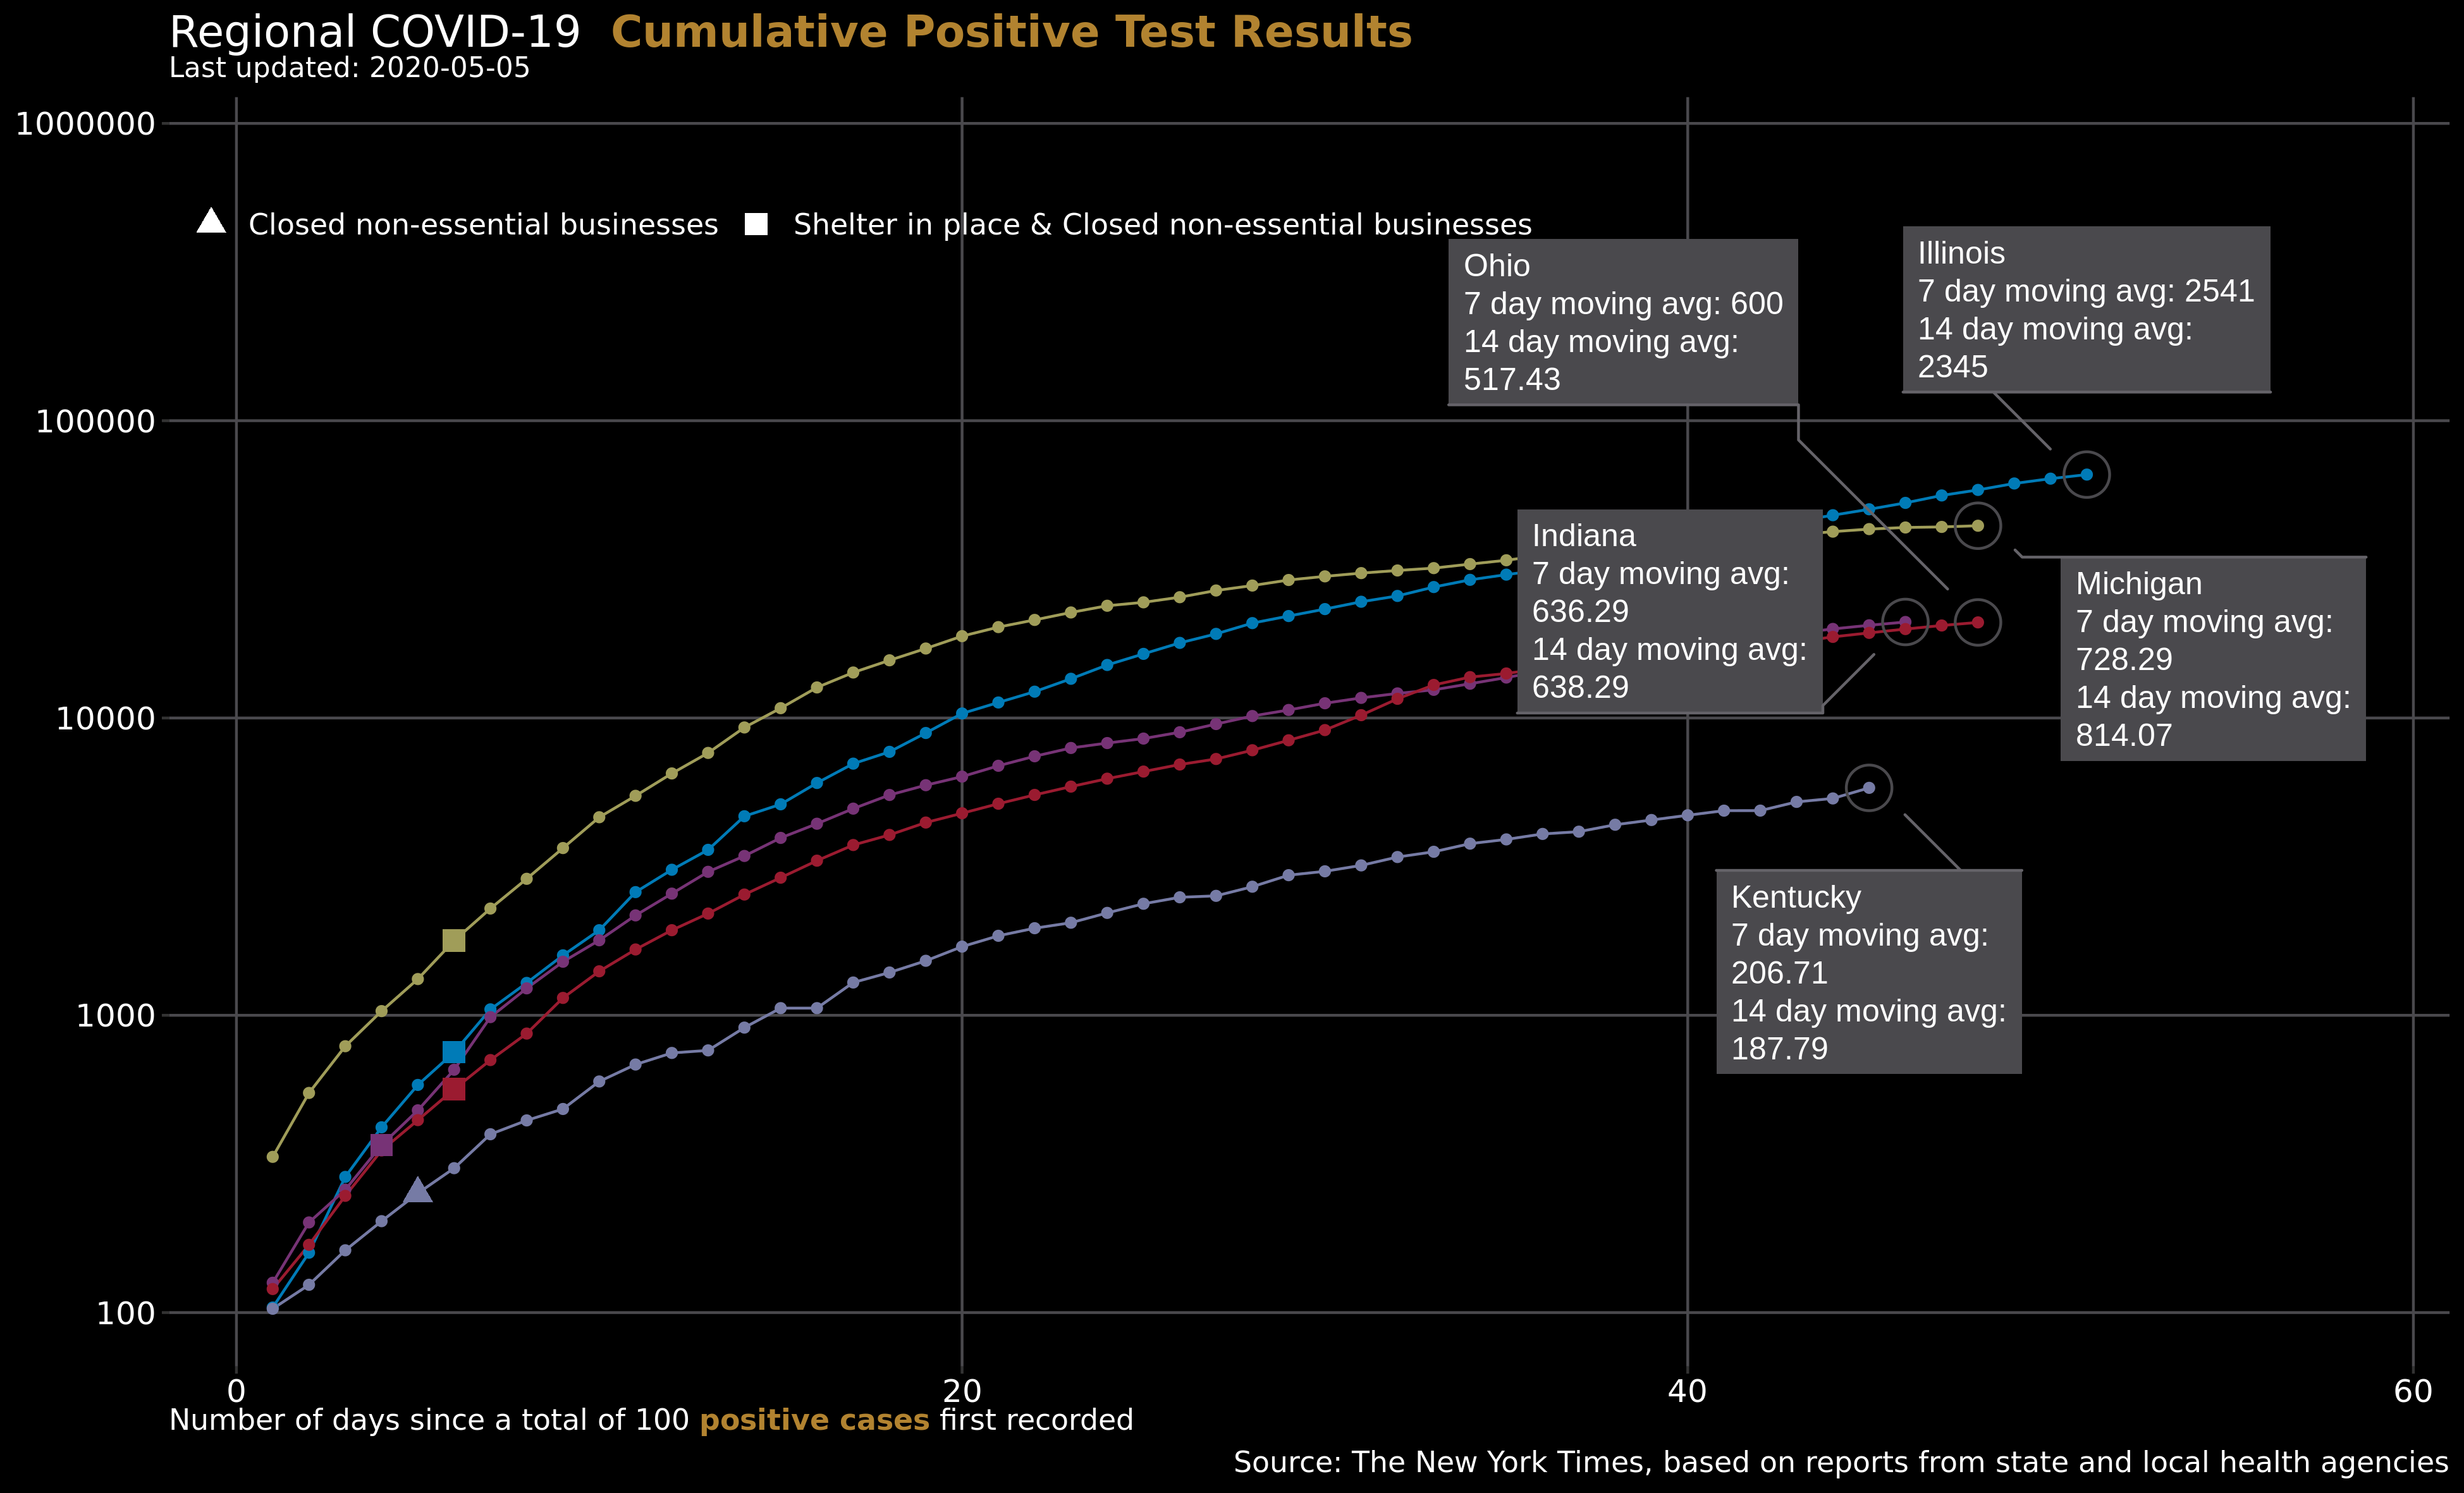 Regional COVID-19 Cumulative Positive Test Results
Last updated: 2020-05-05
1000000
100000
10000
1000
100
Closed non-essential businesses
Shelter in place & Closed non-essential businesses
Ohio
7 day moving avg: 600
14 day moving avg:
517.43
Illinois
7 day moving avg: 2541
14 day moving avg:
2345
Indiana
7 day moving avg:
636.29
14 day moving avg:
638.29
Michigan
7 day moving avg:
728.29
14 day moving avg:
814.07
Kentucky
7 day moving avg:
206.71
14 day moving avg:
187.79
0 20 40 60
Number of days since a total of 100 positive cases first recorded
Source: The New York Times, based on reports from state and local health agencies